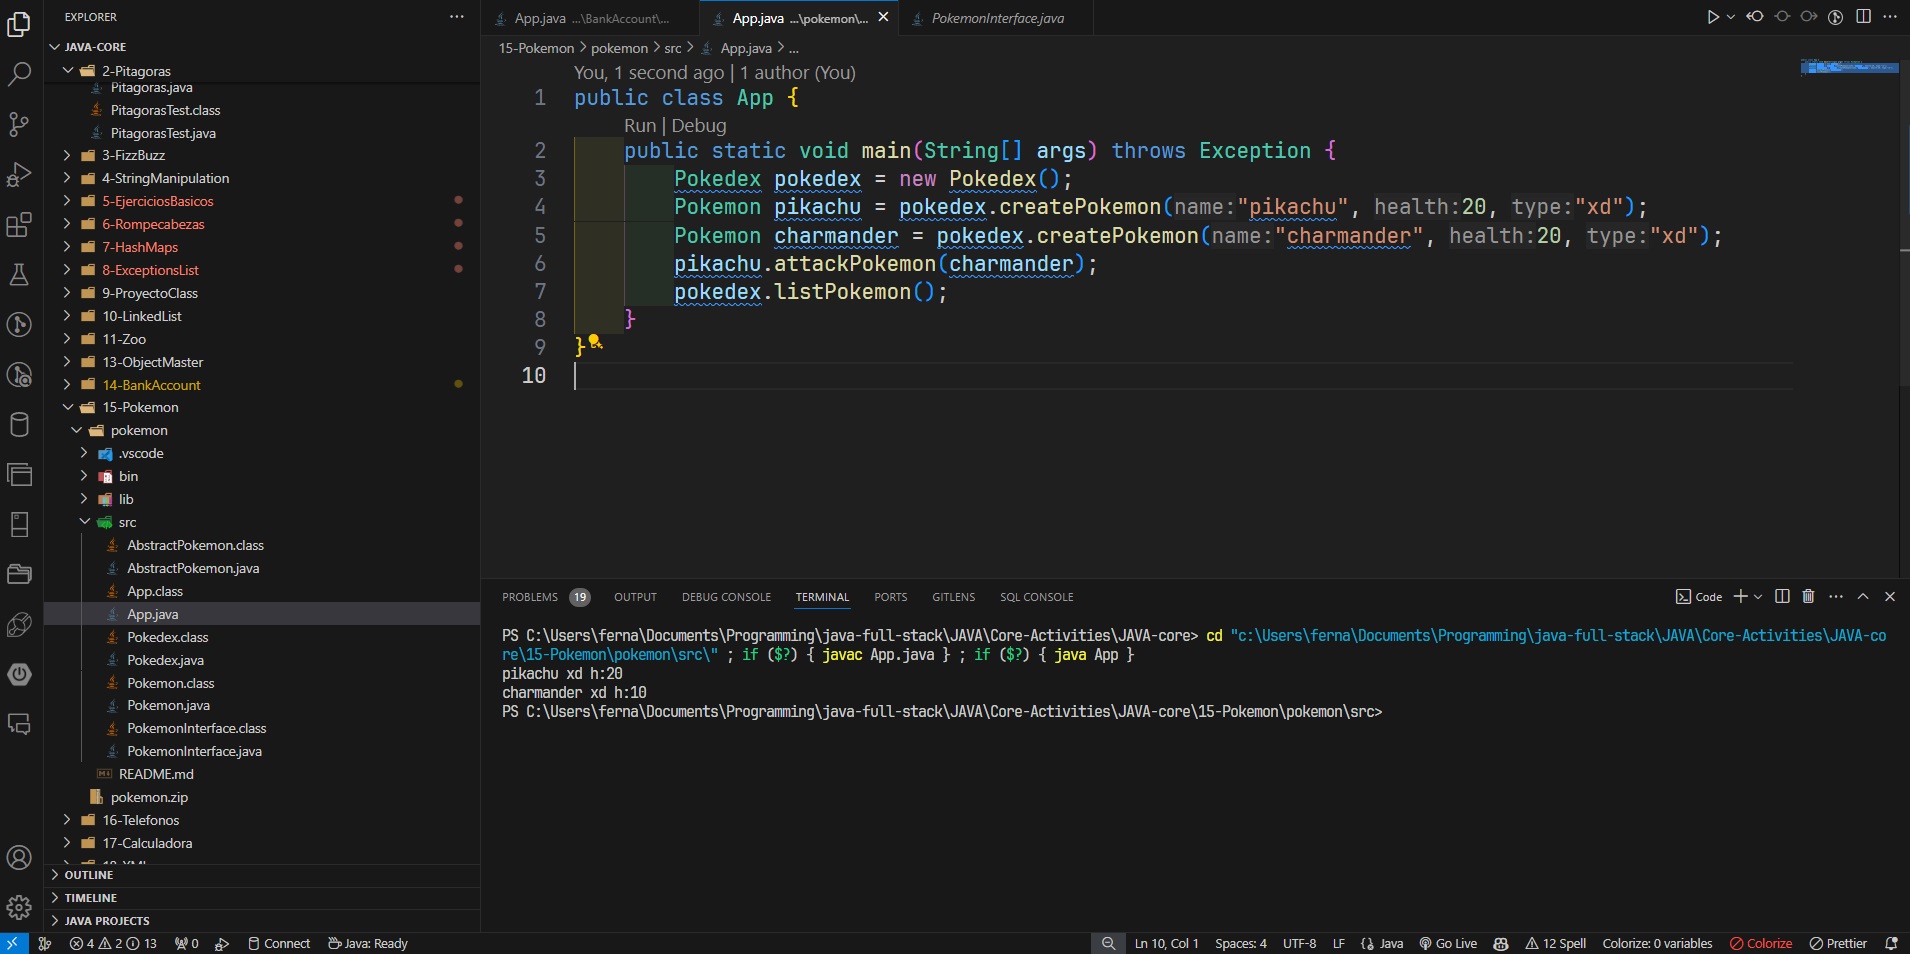 EXPLORER
JAVA-CORE
2-Pitagoras
Pitagoras.java
PitagorasTest.class
PitagorasTest.java
3-FizzBuzz
4-StringManipulation
5-EjerciciosBasicos
6-Rompecabezas
7-HashMaps
8-ExceptionsList
9-ProyectoClass
10-LinkedList
11-Zoo
13-ObjectMaster
14-BankAccount
15-Pokemon
pokemon
.vscode
bin
lib
src
AbstractPokemon.class
AbstractPokemon.java
App.class
App.java
Pokedex.class
Pokedex.java
Pokemon.class
Pokemon.java
PokemonInterface.class
PokemonInterface.java
README.md
pokemon.zip
16-Telefonos
17-Calculadora
OUTLINE
TIMELINE
JAVA PROJECTS
App.java ...\BankAccount\... App.java ...\pokemon\... PokemonInterface.java
15-Pokemon > pokemon > src > App.java > ...
You, 1 second ago | 1 author (You)
1 public class App {
Run | Debug
2 public static void main(String[] args) throws Exception {
3 Pokedex pokedex = new Pokedex();
4 Pokemon pikachu = pokedex.createPokemon(name:"pikachu", health:20, type:"xd");
5 Pokemon charmander = pokedex.createPokemon(name:"charmander", health:20, type:"xd");
6 pikachu.attackPokemon(charmander);
7 pokedex.listPokemon();
8 }
9 }
10
PROBLEMS 19 OUTPUT DEBUG CONSOLE TERMINAL PORTS GITLENS SQL CONSOLE Code
PS C:\Users\ferna\Documents\Programming\java-full-stack\JAVA\Core-Activities\JAVA-core> cd "c:\Users\ferna\Documents\Programming\java-full-stack\JAVA\Core-Activities\JAVA-co
re\15-Pokemon\pokemon\src\" ; if ($?) { javac App.java } ; if ($?) { java App }
pikachu xd h:20
charmander xd h:10
PS C:\Users\ferna\Documents\Programming\java-full-stack\JAVA\Core-Activities\JAVA-core\15-Pokemon\pokemon\src>
4 2 13 0 Connect Java: Ready Ln 10, Col 1 Spaces: 4 UTF-8 LF {} Java Go Live 12 Spell Colorize: 0 variables Colorize Prettier